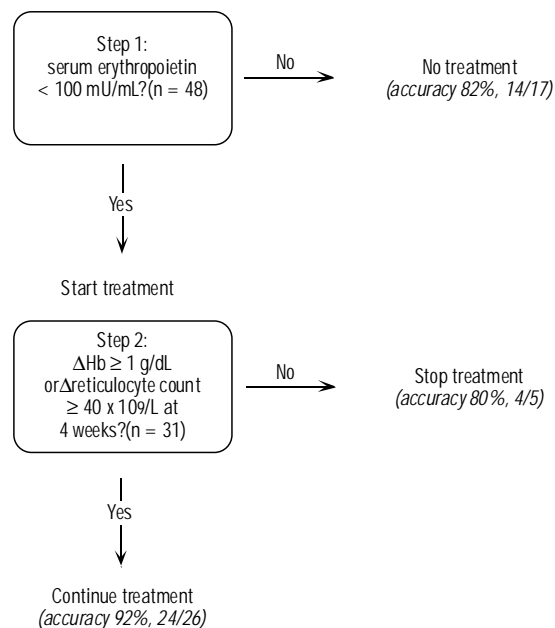 Step 1:
serum erythropoietin
< 100 mU/mL?(n = 48)
No
No treatment
(accuracy 82%, 14/17)
Yes
Start treatment
Step 2:
ΔHb ≥ 1 g/dL
orΔreticulocyte count
≥ 40 x 109/L at
4 weeks?(n = 31)
No
Stop treatment
(accuracy 80%, 4/5)
Yes
Continue treatment
(accuracy 92%, 24/26)